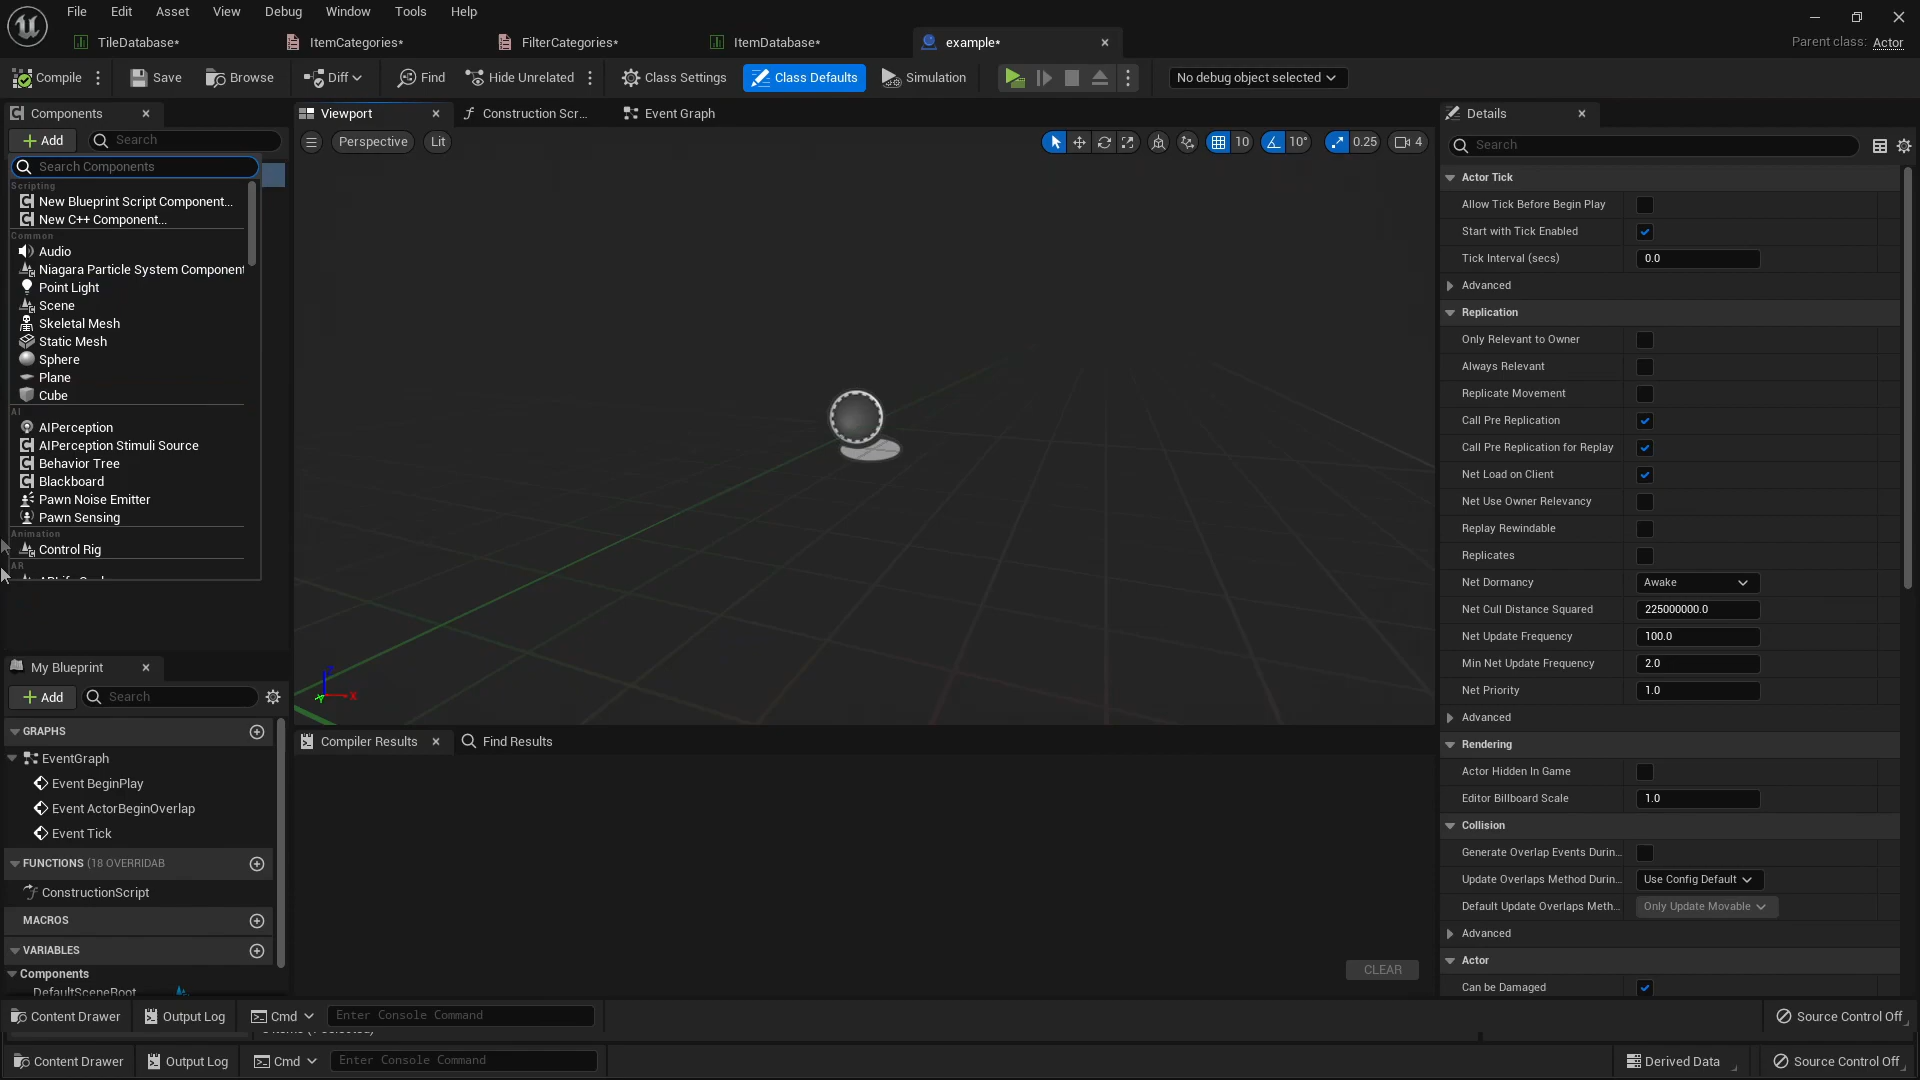 File Edit Asset View Debug Window Tools Help
TileDatabase* ItemCategories* FilterCategories* ItemDatabase* example*
Parent class: Actor
Compile Save Browse Diff Find Hide Unrelated Class Settings Class Defaults Simulation No debug object selected
Components
Add Search
Search Components
Scripting
New Blueprint Script Component...
New C++ Component...
Common
Audio
Niagara Particle System Component
Point Light
Scene
Skeletal Mesh
Static Mesh
Sphere
Plane
Cube
AI
AIPerception
AIPerception Stimuli Source
Behavior Tree
Blackboard
Pawn Noise Emitter
Pawn Sensing
Animation
Control Rig
AR
My Blueprint
Add Search
GRAPHS
EventGraph
Event BeginPlay
Event ActorBeginOverlap
Event Tick
FUNCTIONS (18 OVERRIDAB
ConstructionScript
MACROS
VARIABLES
Components
DefaultSceneRoot
Viewport Construction Scr... Event Graph
Perspective Lit 10 10° 0.25 4
X
Compiler Results Find Results
CLEAR
Details
Search
Actor Tick
Allow Tick Before Begin Play
Start with Tick Enabled
Tick Interval (secs) 0.0
Advanced
Replication
Only Relevant to Owner
Always Relevant
Replicate Movement
Call Pre Replication
Call Pre Replication for Replay
Net Load on Client
Net Use Owner Relevancy
Replay Rewindable
Replicates
Net Dormancy Awake
Net Cull Distance Squared 225000000.0
Net Update Frequency 100.0
Min Net Update Frequency 2.0
Net Priority 1.0
Advanced
Rendering
Actor Hidden In Game
Editor Billboard Scale 1.0
Collision
Generate Overlap Events Durin...
Update Overlaps Method Durin... Use Config Default
Default Update Overlaps Meth... Only Update Movable
Advanced
Actor
Can be Damaged
Content Drawer Output Log Cmd Enter Console Command Source Control Off
Content Drawer Output Log Cmd Enter Console Command Derived Data Source Control Off